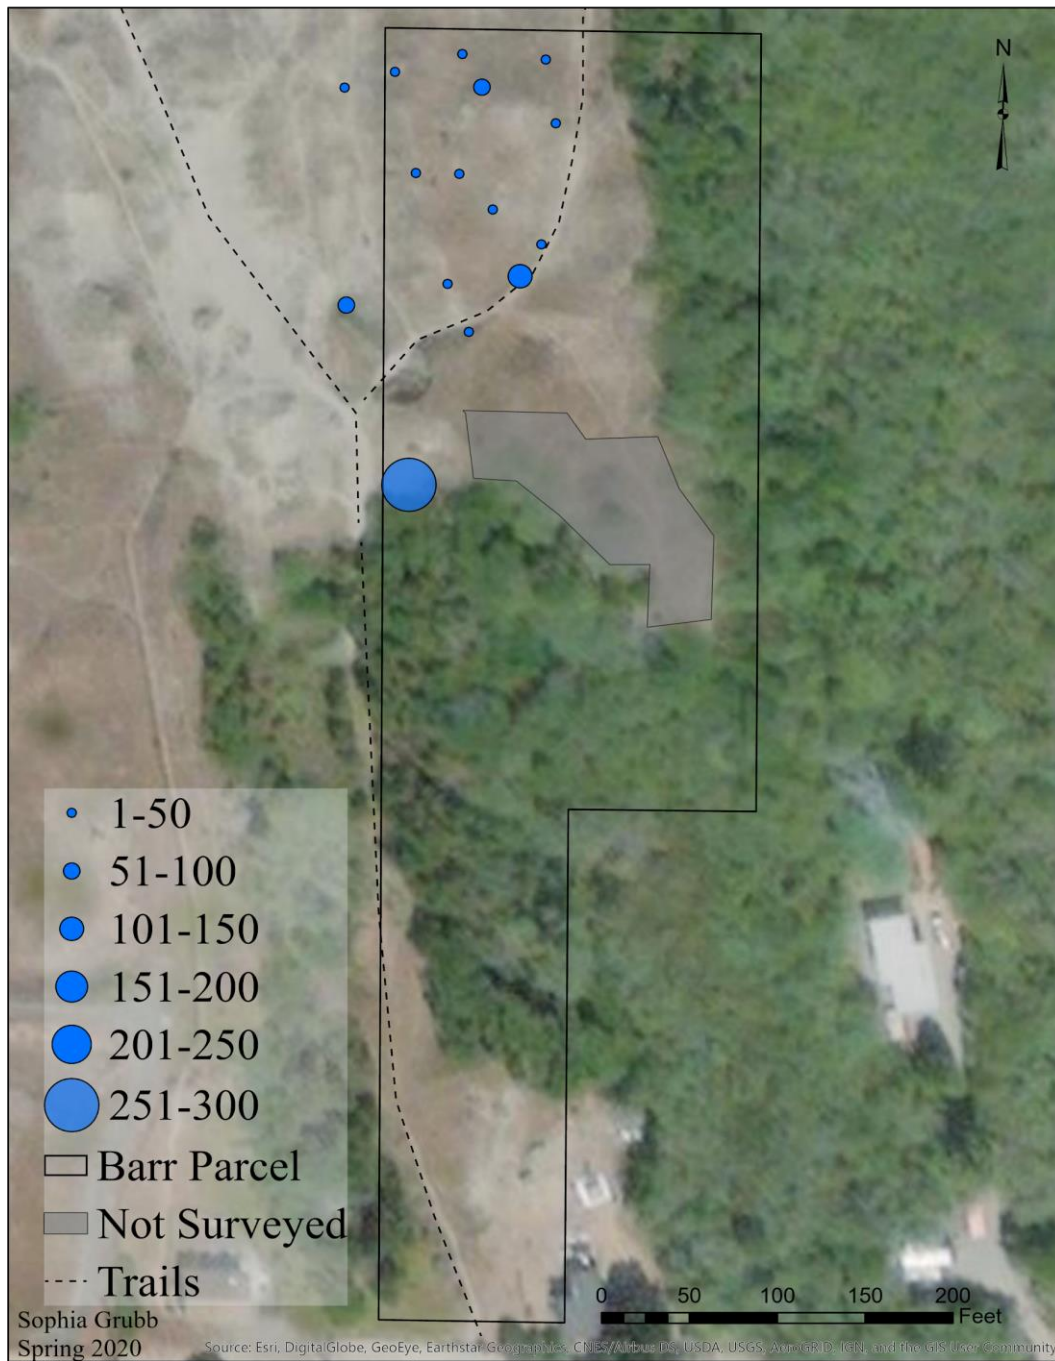 N
1-50
51-100
101-150
151-200
201-250
251-300
Barr Parcel
Not Surveyed
Trails
0 50 100 150 200
Feet
Sophia Grubb
Spring 2020
Source: Esri, DigitalGlobe, GeoEye, Earthstar Geographics, CNES/Airbus DS, USDA, USGS, AeroGRID, IGN, and the GIS User Community